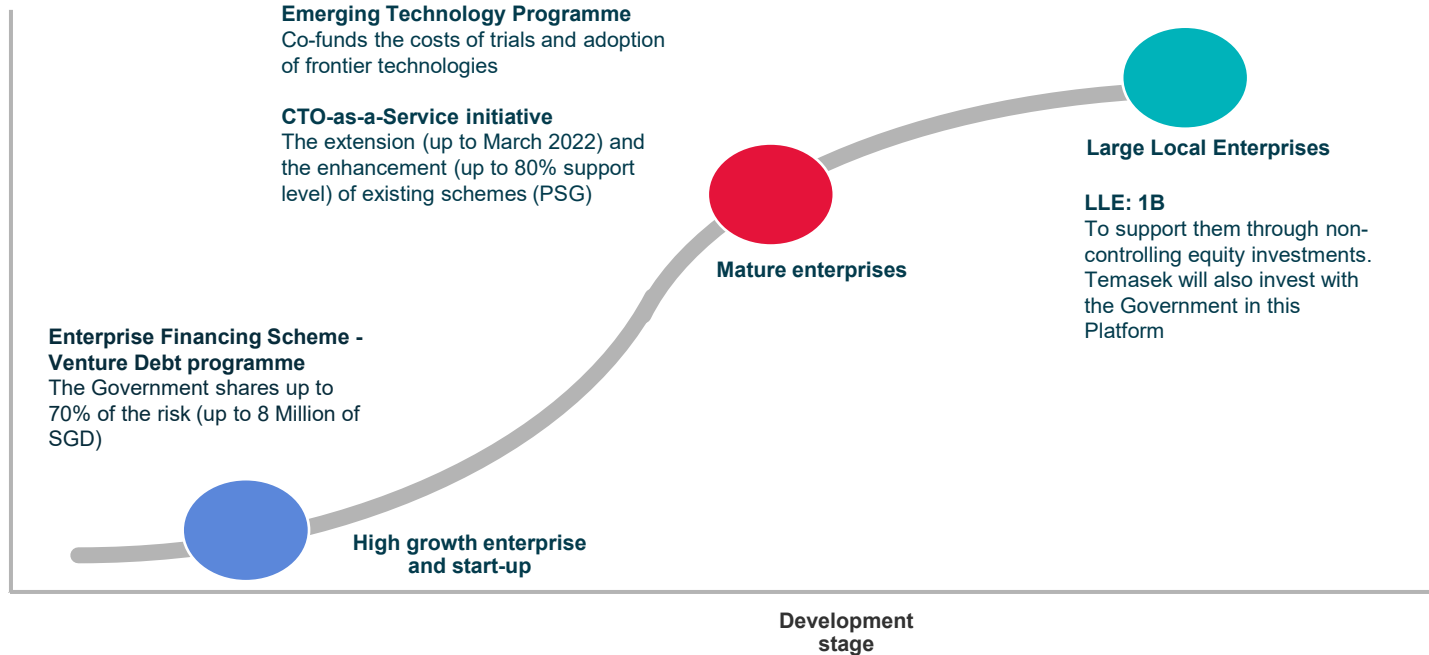 Emerging Technology Programme
Co-funds the costs of trials and adoption
of frontier technologies
CTO-as-a-Service initiative
The extension (up to March 2022) and
the enhancement (up to 80% support
level) of existing schemes (PSG)
Large Local Enterprises
LLE: 1B
To support them through non-
controlling equity investments.
Temasek will also invest with
the Government in this
Platform
Mature enterprises
Enterprise Financing Scheme -
Venture Debt programme
The Government shares up to
70% of the risk (up to 8 Million of
SGD)
High growth enterprise
and start-up
Development
stage